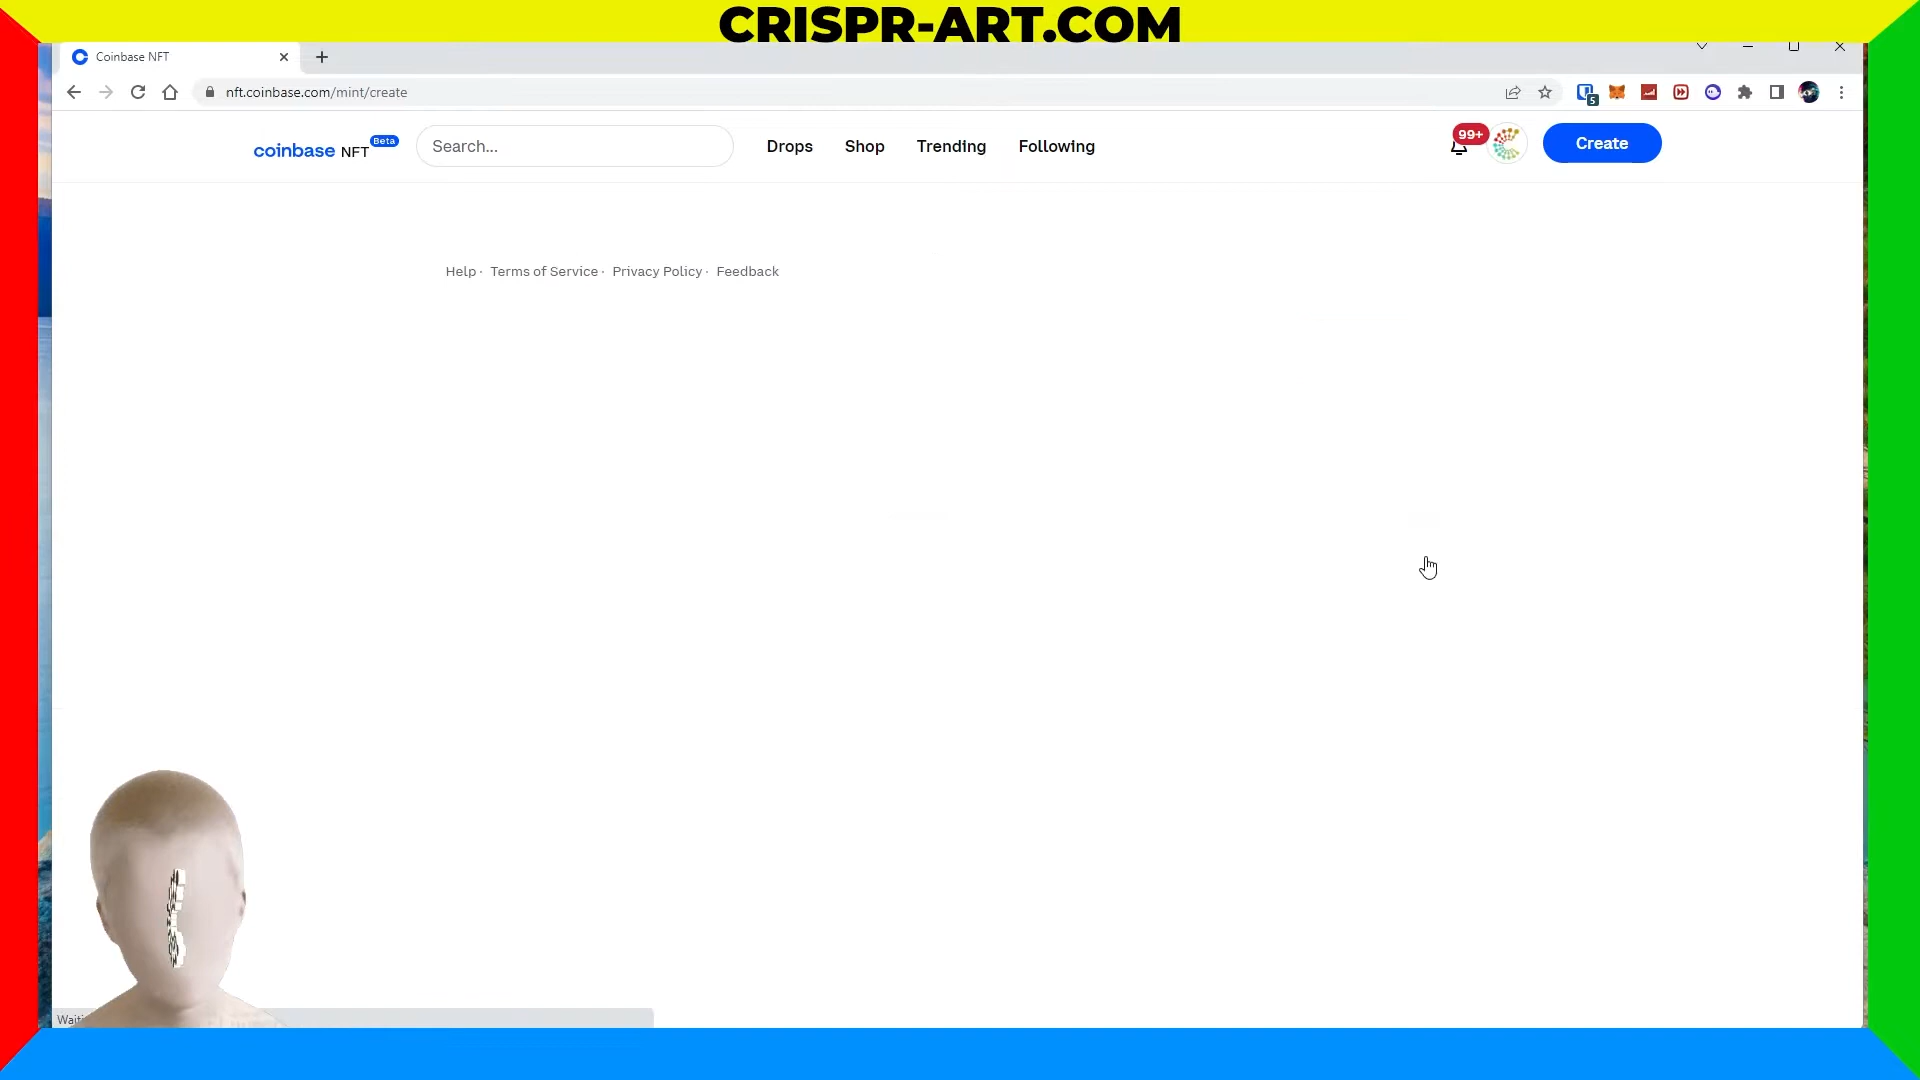 CRISPR-ART.COM
Coinbase NFT
nft.coinbase.com/mint/create
5
coinbase NFT Beta
Search...
Drops
Shop
Trending
Following
99+
Create
Help · Terms of Service · Privacy Policy · Feedback